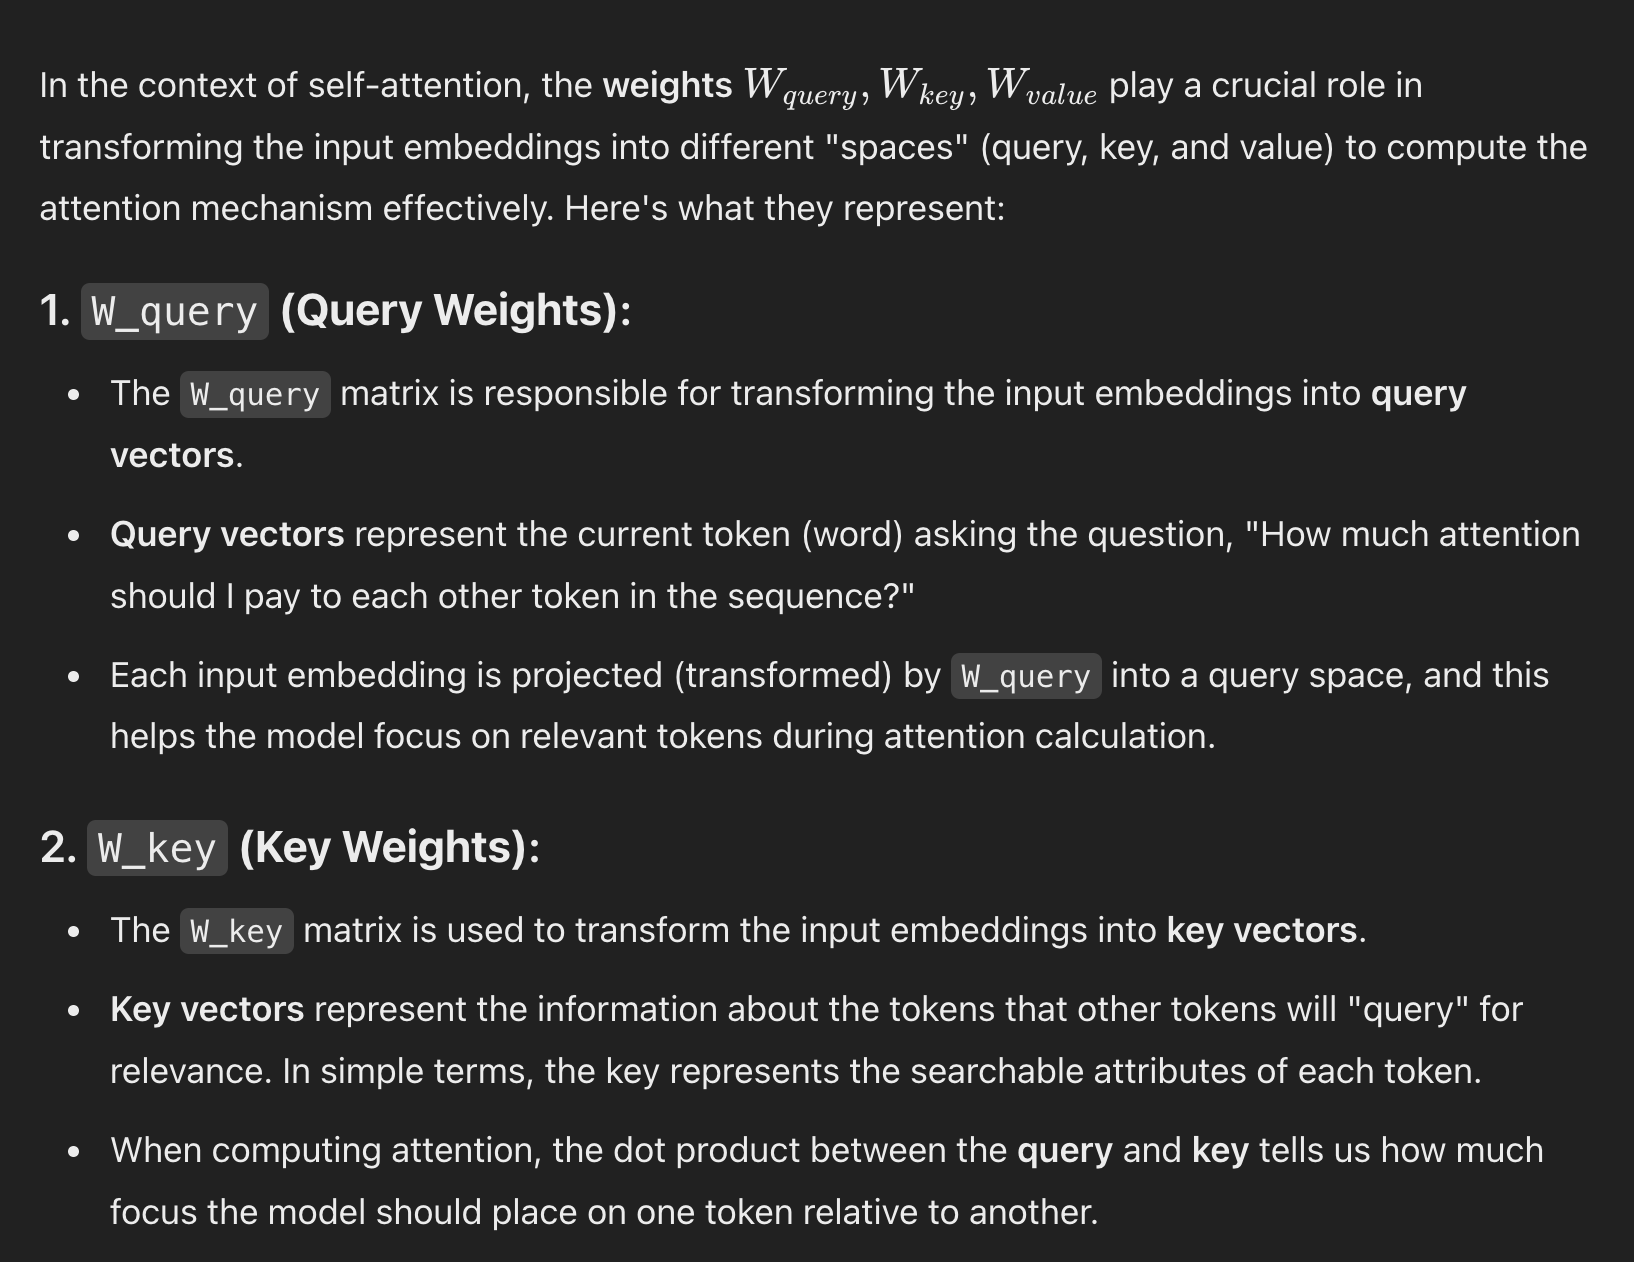 In the context of self-attention, the weights W_query, W_key, W_value play a crucial role in
transforming the input embeddings into different "spaces" (query, key, and value) to compute the
attention mechanism effectively. Here's what they represent:
1. W_query (Query Weights):
• The W_query matrix is responsible for transforming the input embeddings into query
vectors.
• Query vectors represent the current token (word) asking the question, "How much attention
should I pay to each other token in the sequence?"
• Each input embedding is projected (transformed) by W_query into a query space, and this
helps the model focus on relevant tokens during attention calculation.
2. W_key (Key Weights):
• The W_key matrix is used to transform the input embeddings into key vectors.
• Key vectors represent the information about the tokens that other tokens will "query" for
relevance. In simple terms, the key represents the searchable attributes of each token.
• When computing attention, the dot product between the query and key tells us how much
focus the model should place on one token relative to another.